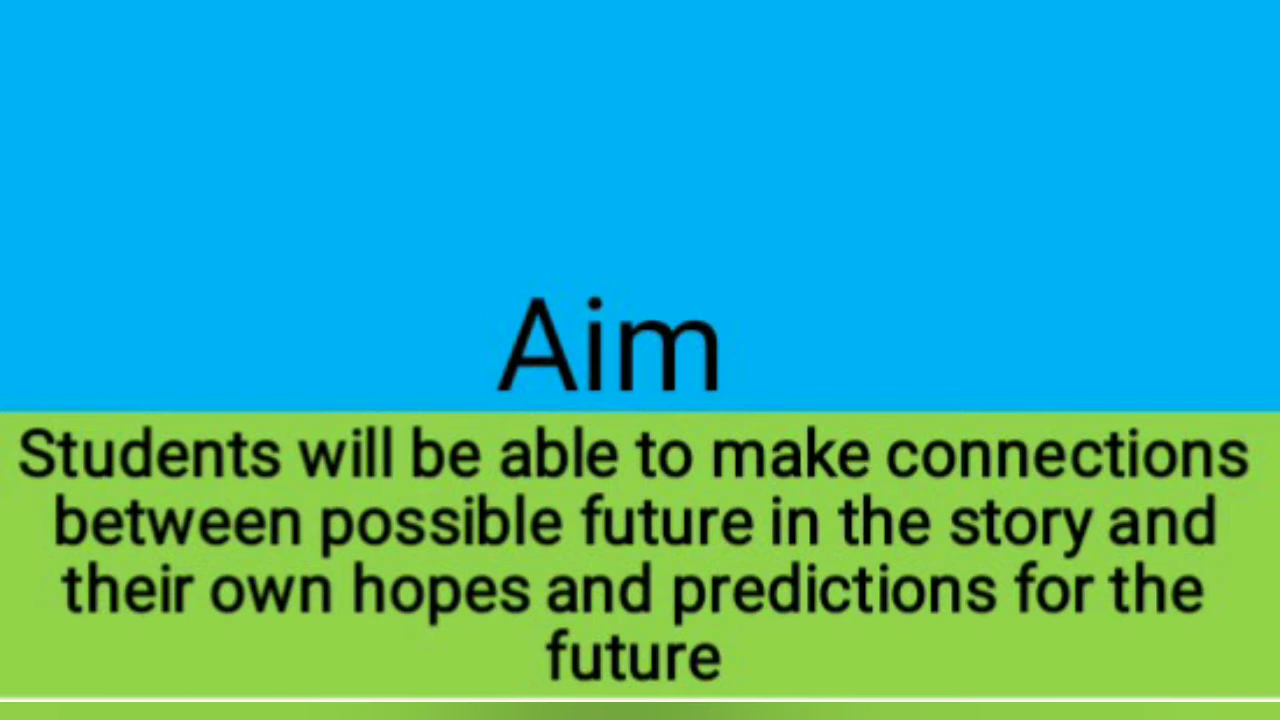 Aim
Students will be able to make connections
between possible future in the story and
their own hopes and predictions for the
future